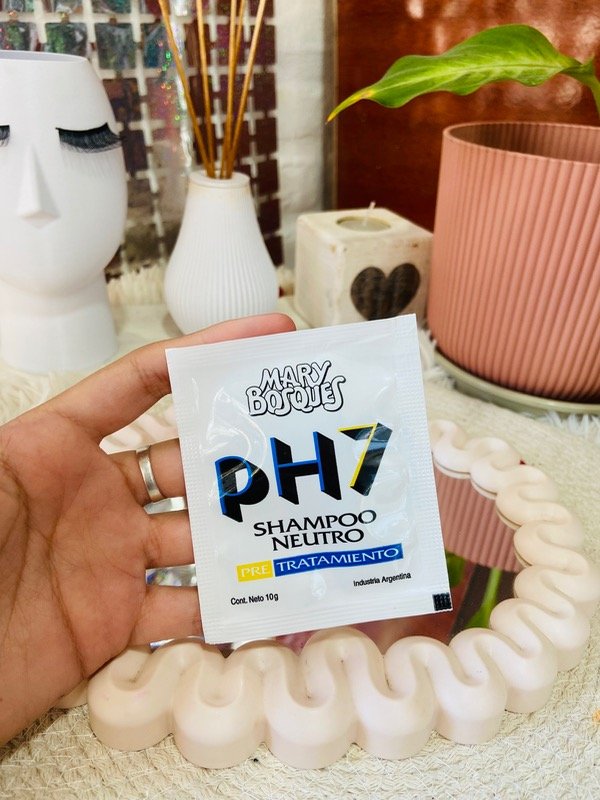 MARY
BOSQUES
pH7
SHAMPOO
NEUTRO
PRE TRATAMIENTO
Cont. Neto 10g
Industria Argentina